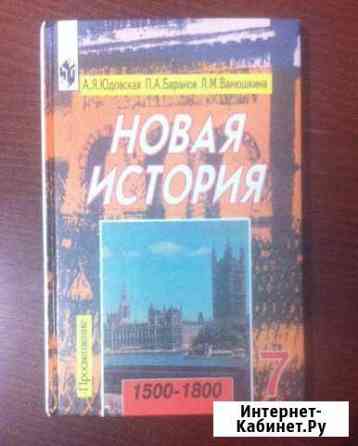 А.Я.Юдовская П.А.Баранов Л.М.Ванюшкина
НОВАЯ
ИСТОРИЯ
Просвещение
1500-1800
7
Интернет-
Кабинет.Ру